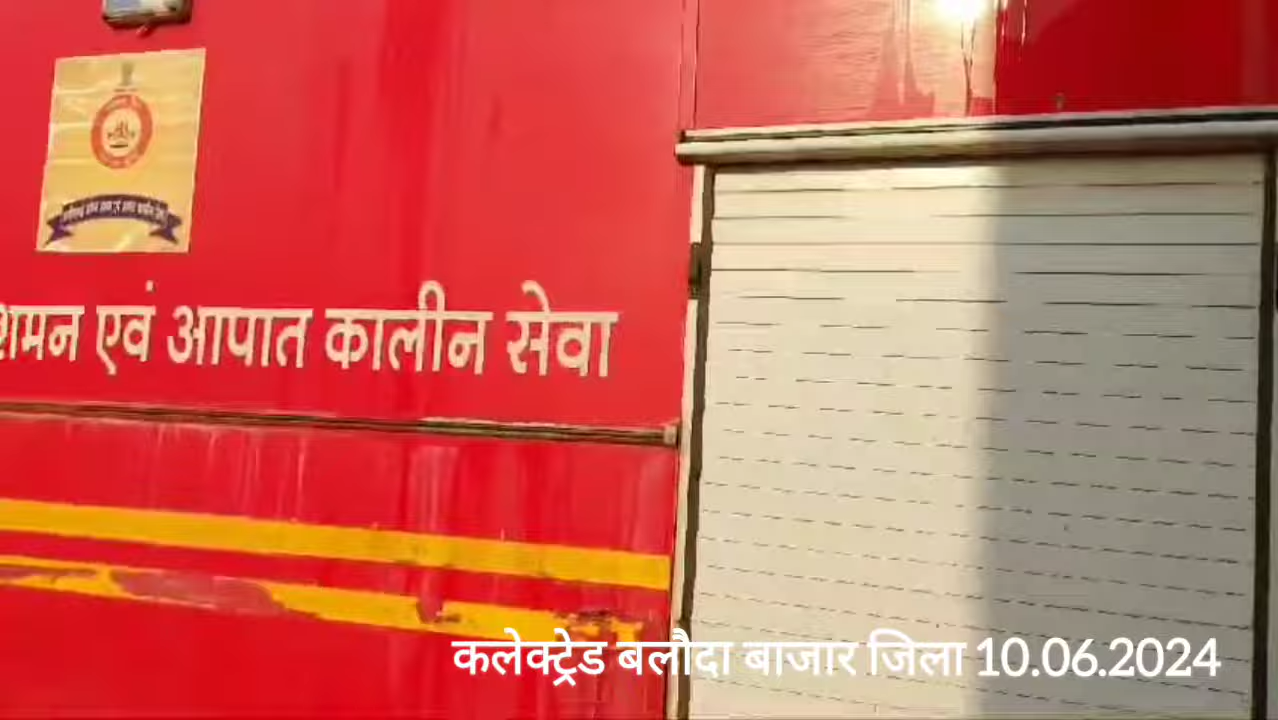 शमन एवं आपात कालीन सेवा
कलेक्ट्रेड बलौदा बाजार जिला 10.06.2024